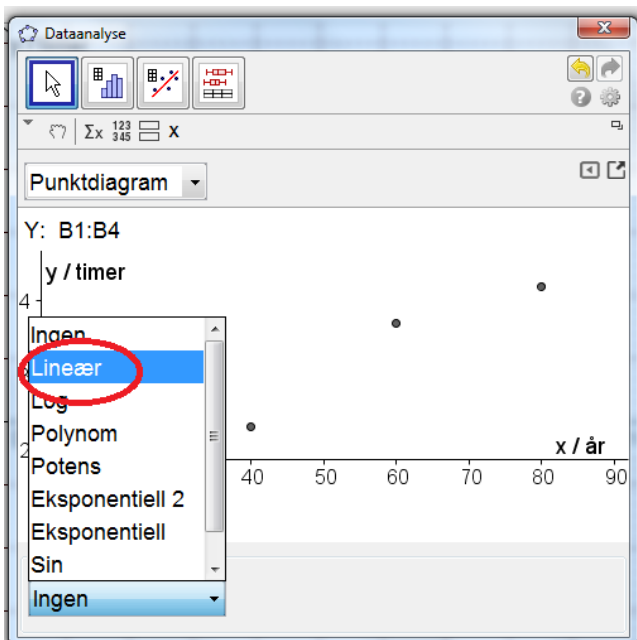 Dataanalyse
Σx 123 345 X
Punktdiagram
Y: B1:B4
y / timer
4
Ingen
Lineær
Log
Polynom
2
x / år
Potens
40 50 60 70 80 90
Eksponentiell 2
Eksponentiell
Sin
Ingen